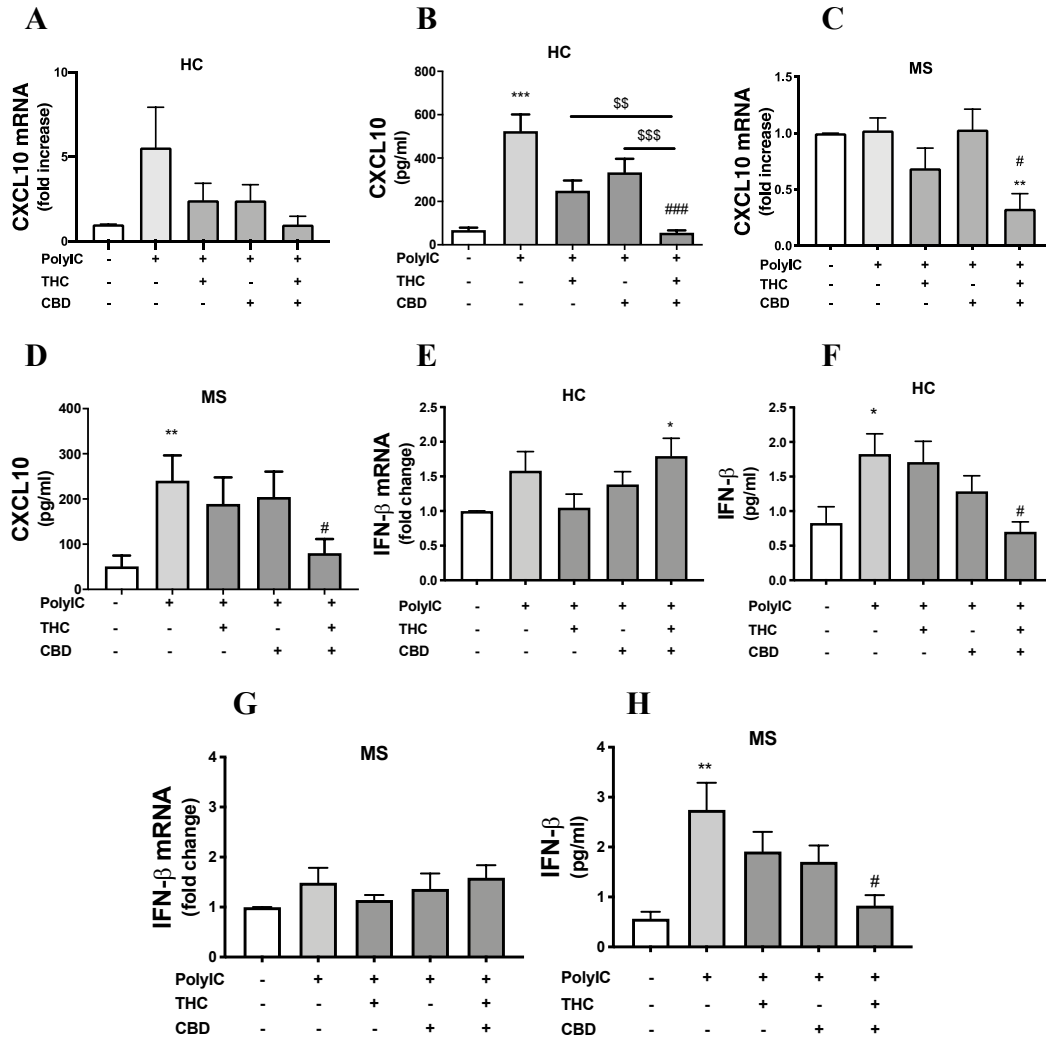 A
HC
CXCL10 mRNA
(fold increase)
10
5
0
PolyIC - + + + +
THC - - + - +
CBD - - - + +
B
HC
CXCL10
(pg/ml)
800
600
400
200
0
***
$$
$$$
###
PolyIC - + + + +
THC - - + - +
CBD - - - + +
C
MS
CXCL10 mRNA
(fold increase)
1.5
1.0
0.5
0.0
#
**
PolyIC - + + + +
THC - - + - +
CBD - - - + +
D
MS
CXCL10
(pg/ml)
400
300
200
100
0
**
#
PolyIC - + + + +
THC - - + - +
CBD - - - + +
E
HC
IFN-β mRNA
(fold change)
2.5
2.0
1.5
1.0
0.5
0.0
*
PolyIC - + + + +
THC - - + - +
CBD - - - + +
F
HC
IFN-β
(pg/ml)
2.5
2.0
1.5
1.0
0.5
0.0
*
#
PolyIC - + + + +
THC - - + - +
CBD - - - + +
G
MS
IFN-β mRNA
(fold change)
4
3
2
1
0
PolyIC - + + + +
THC - - + - +
CBD - - - + +
H
MS
IFN-β
(pg/ml)
4
3
2
1
0
**
#
PolyIC - + + + +
THC - - + - +
CBD - - - + +